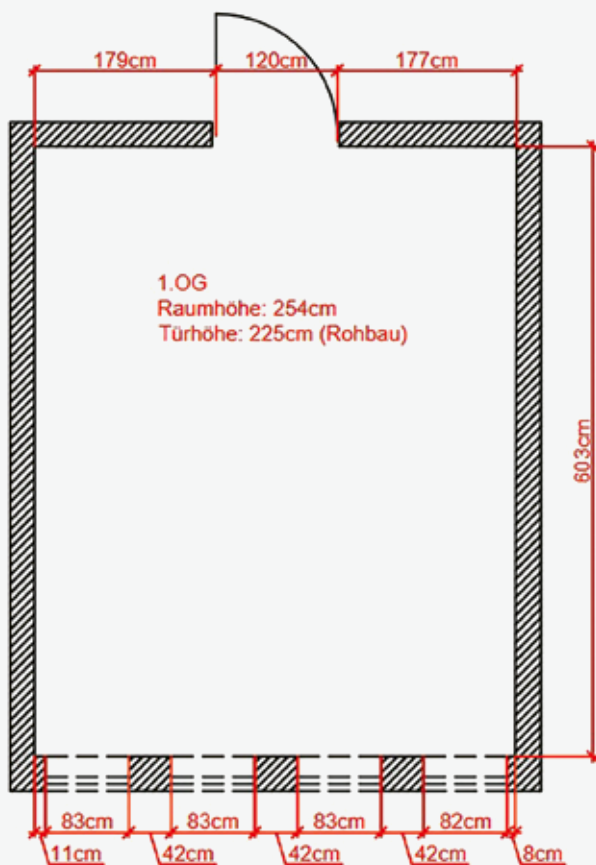 179cm 120cm 177cm
1.OG
Raumhöhe: 254cm
Türhöhe: 225cm (Rohbau)
603cm
83cm 83cm 83cm 82cm
11cm 42cm 42cm 42cm 8cm